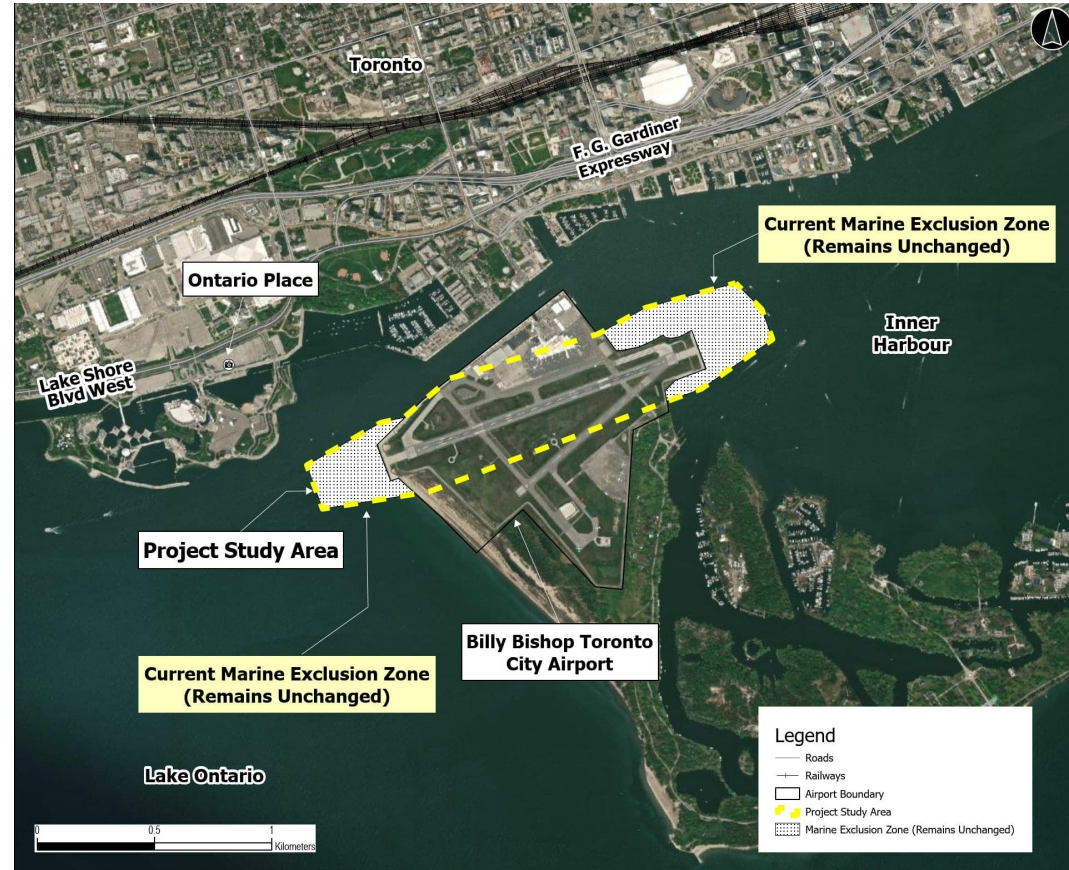 Toronto
F. G. Gardiner
Expressway
Current Marine Exclusion Zone
(Remains Unchanged)
Ontario Place
Inner
Harbour
Lake Shore
Blvd West
Project Study Area
Billy Bishop Toronto
City Airport
Current Marine Exclusion Zone
(Remains Unchanged)
Lake Ontario
Legend
Roads
Railways
Airport Boundary
Project Study Area
Marine Exclusion Zone (Remains Unchanged)
0 0.5 1
Kilometers